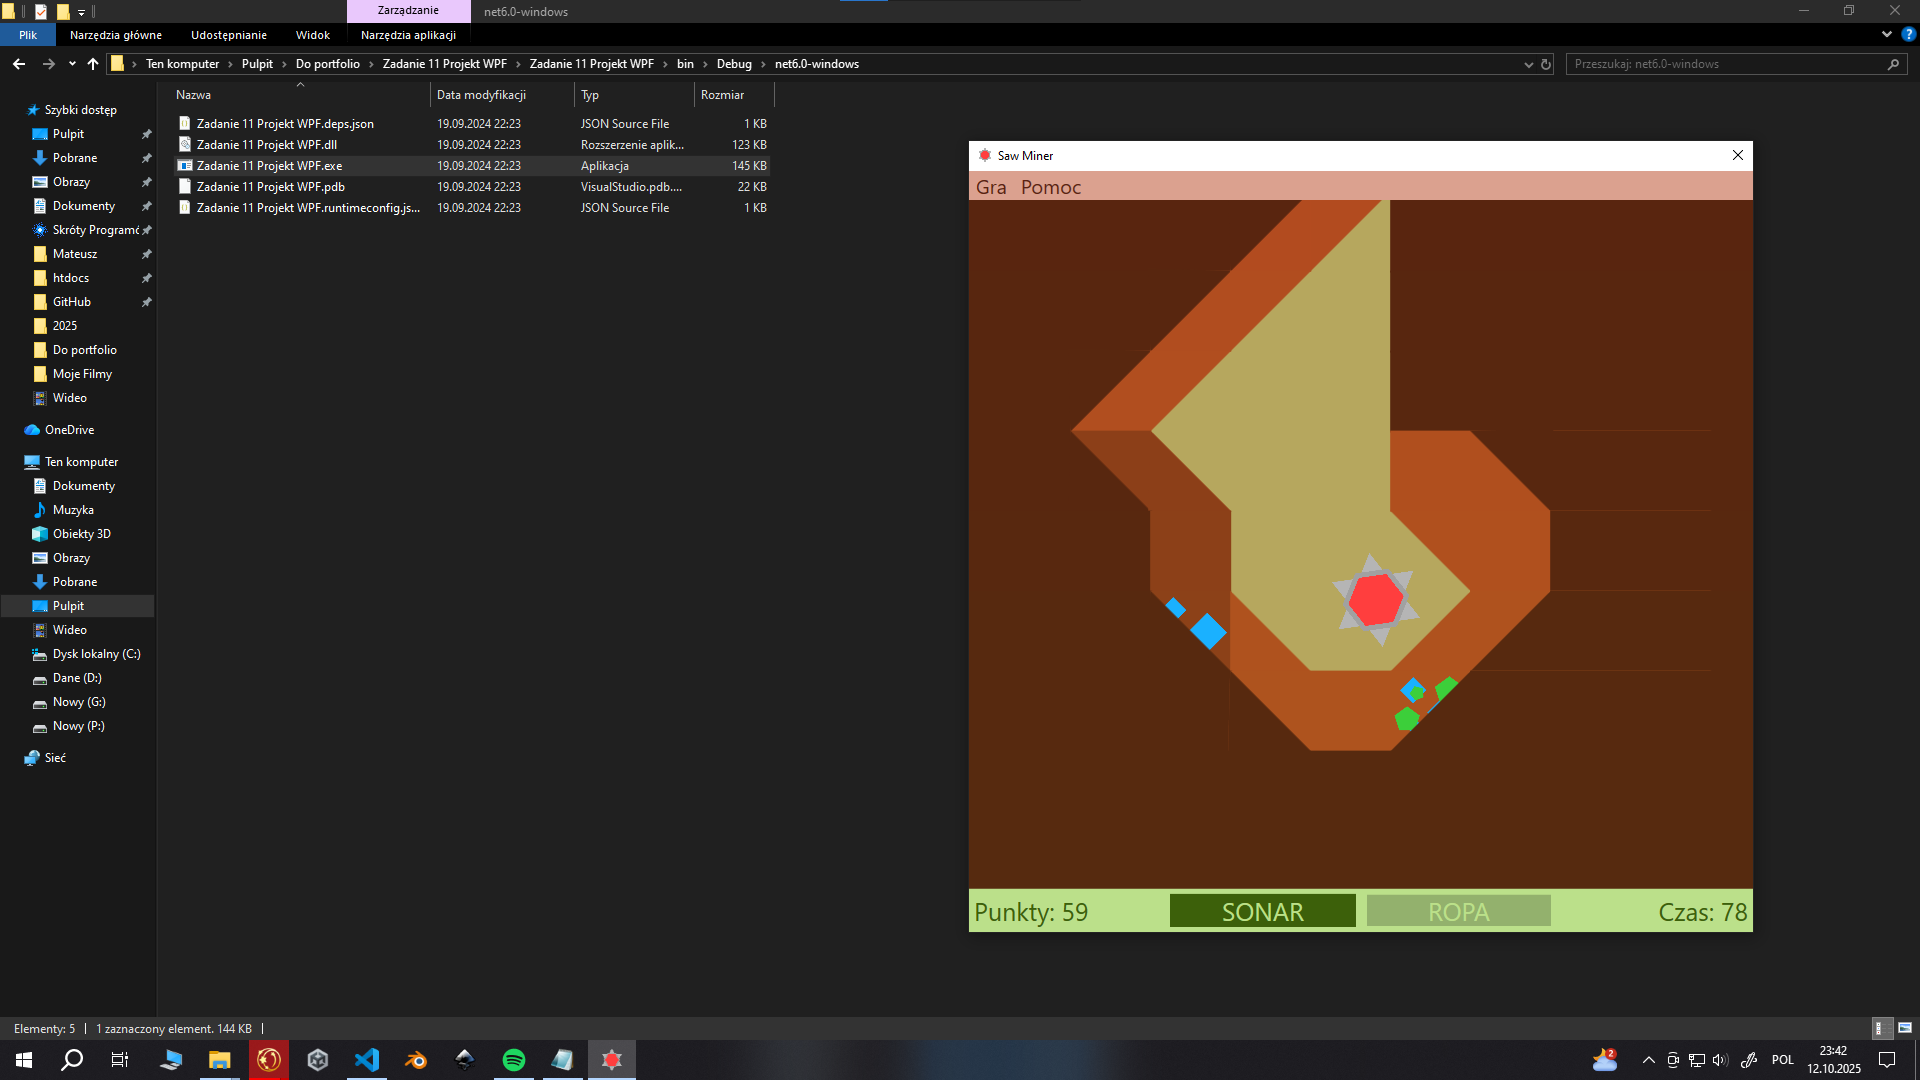 Zarządzanie
net6.0-windows
Plik
Narzędzia główne
Udostępnianie
Widok
Narzędzia aplikacji
?
Ten komputer
Pulpit
Do portfolio
Zadanie 11 Projekt WPF
Zadanie 11 Projekt WPF
bin
Debug
net6.0-windows
Przeszukaj: net6.0-windows
Szybki dostęp
Pulpit
Pobrane
Obrazy
Dokumenty
Skróty Programó
Mateusz
htdocs
GitHub
2025
Do portfolio
Moje Filmy
Wideo
OneDrive
Ten komputer
Dokumenty
Muzyka
Obiekty 3D
Obrazy
Pobrane
Pulpit
Wideo
Dysk lokalny (C:)
Dane (D:)
Nowy (G:)
Nowy (P:)
Sieć
Nazwa Data modyfikacji Typ Rozmiar
Zadanie 11 Projekt WPF.deps.json 19.09.2024 22:23 JSON Source File 1 KB
Zadanie 11 Projekt WPF.dll 19.09.2024 22:23 Rozszerzenie aplik... 123 KB
Zadanie 11 Projekt WPF.exe 19.09.2024 22:23 Aplikacja 145 KB
Zadanie 11 Projekt WPF.pdb 19.09.2024 22:23 VisualStudio.pdb.... 22 KB
Zadanie 11 Projekt WPF.runtimeconfig.js... 19.09.2024 22:23 JSON Source File 1 KB
Saw Miner
Gra Pomoc
Punkty: 59
SONAR
ROPA
Czas: 78
Elementy: 5
1 zaznaczony element. 144 KB
2
POL
23:42
12.10.2025